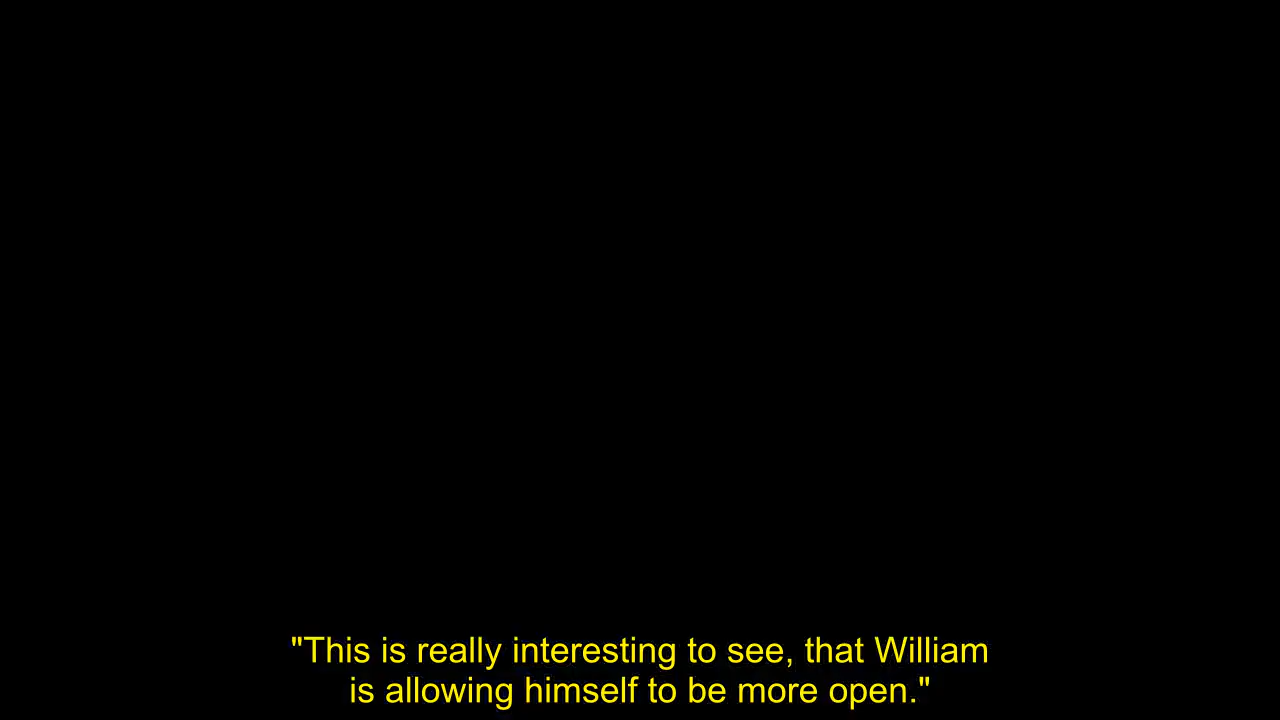 "This is really interesting to see, that William
is allowing himself to be more open."